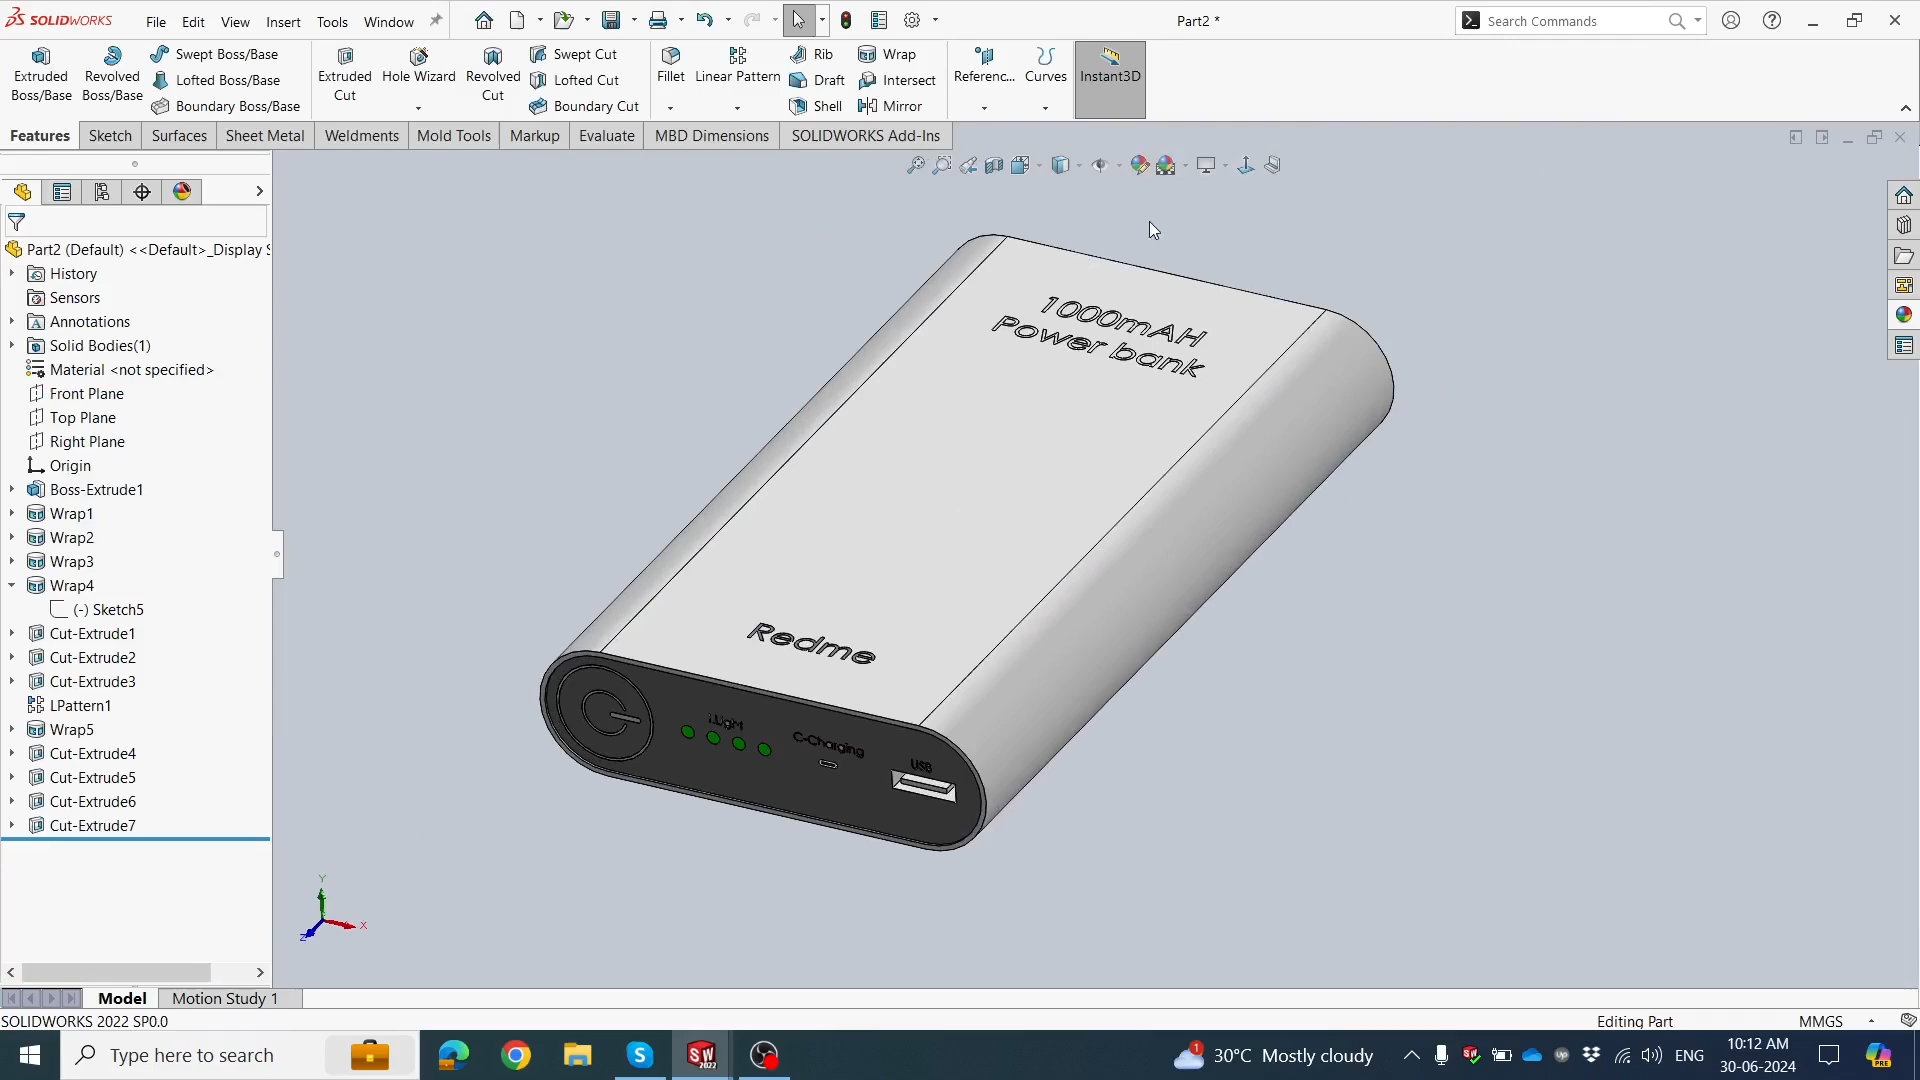 SOLIDWORKS
File Edit View Insert Tools Window
Part2 *
Search Commands
Extruded Boss/Base
Revolved Boss/Base
Swept Boss/Base
Lofted Boss/Base
Boundary Boss/Base
Extruded Cut
Hole Wizard
Revolved Cut
Swept Cut
Lofted Cut
Boundary Cut
Fillet
Linear Pattern
Rib
Draft
Shell
Wrap
Intersect
Mirror
Referenc...
Curves
Instant3D
Features Sketch Surfaces Sheet Metal Weldments Mold Tools Markup Evaluate MBD Dimensions SOLIDWORKS Add-Ins
Part2 (Default) <<Default>_Display S
History
Sensors
Annotations
Solid Bodies(1)
Material <not specified>
Front Plane
Top Plane
Right Plane
Origin
Boss-Extrude1
Wrap1
Wrap2
Wrap3
Wrap4
(-) Sketch5
Cut-Extrude1
Cut-Extrude2
Cut-Extrude3
LPattern1
Wrap5
Cut-Extrude4
Cut-Extrude5
Cut-Extrude6
Cut-Extrude7
1000mAH
Power bank
Redme
C-Charging
USB
Y
X
Z
Model Motion Study 1
SOLIDWORKS 2022 SP0.0
Editing Part
MMGS
Type here to search
30°C Mostly cloudy
ENG
10:12 AM
30-06-2024